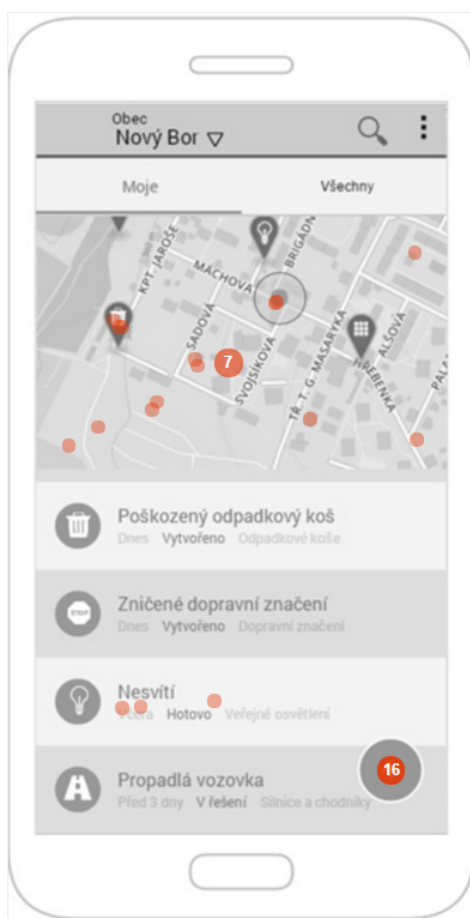 Obec
Nový Bor
Moje
Všechny
KPT. JAROŠE
MÁCHOVA
BRIGÁDN
SADOVÁ
SVOJSÍKOVA
TŘ. T. G. MASARYKA
ALŠOVA
HŘEBENKA
PALA
7
Poškozený odpadkový koš
Dnes Vytvořeno Odpadkové koše
STOP
Zničené dopravní značení
Dnes Vytvořeno Dopravní značení
Nesvítí
Včera Hotovo Veřejné osvětlení
16
Propadlá vozovka
Před 3 dny V řešení Silnice a chodníky